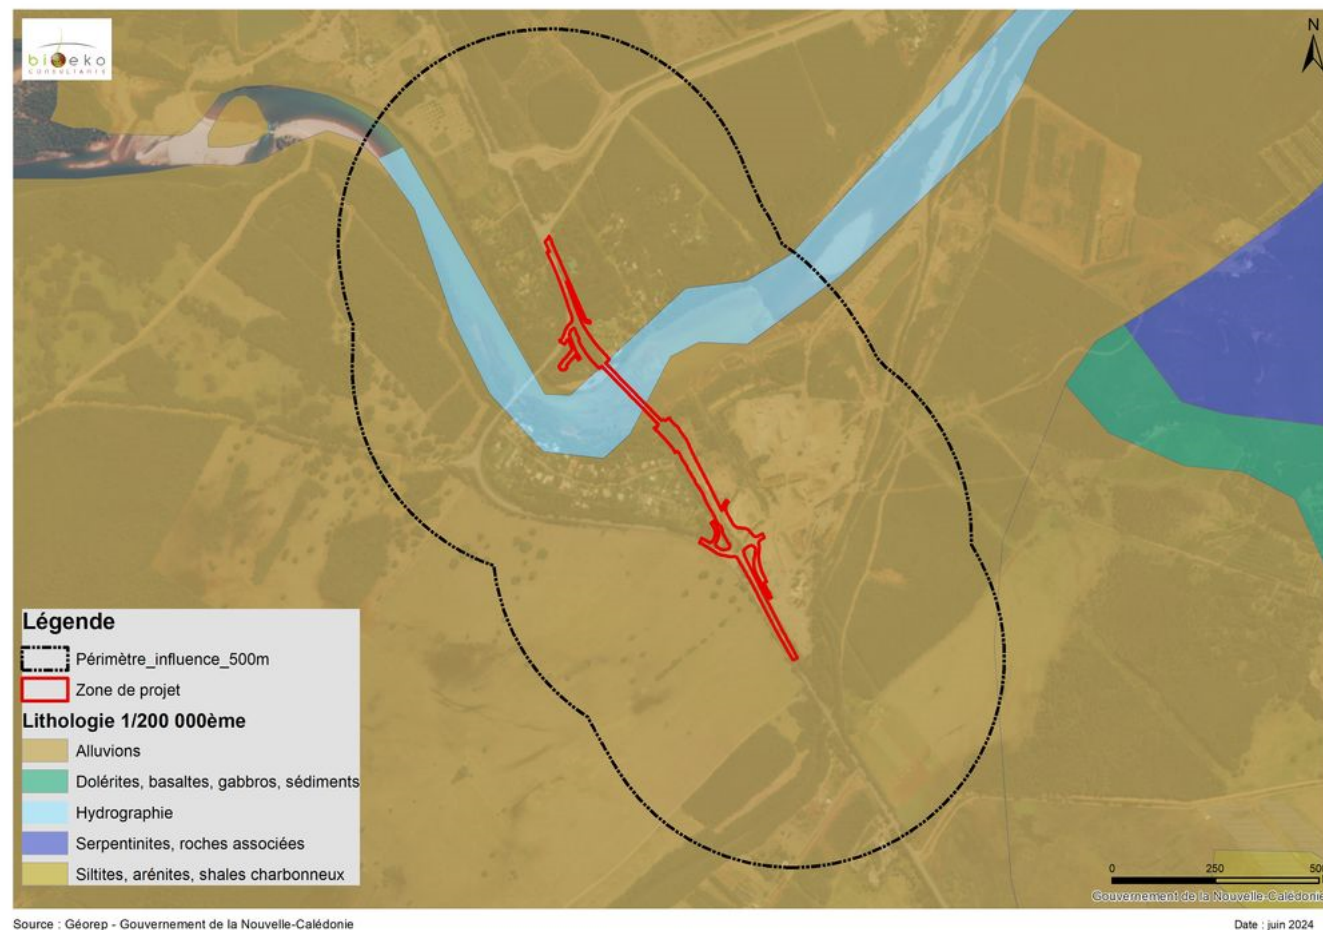 bioeko
CONSULTANTS
N
Légende
Périmètre_influence_500m
Zone de projet
Lithologie 1/200 000ème
Alluvions
Dolérites, basaltes, gabbros, sédiments
Hydrographie
Serpentinites, roches associées
Siltites, arénites, shales charbonneux
0 250 500
Gouvernement de la Nouvelle-Calédonie
Source : Géorep - Gouvernement de la Nouvelle-Calédonie
Date : juin 2024